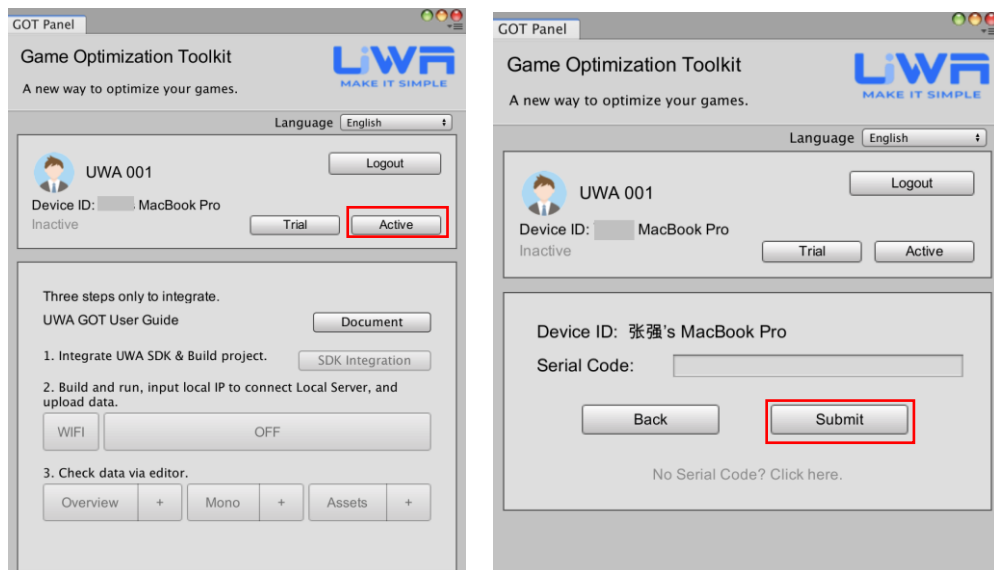 GOT Panel
Game Optimization Toolkit
A new way to optimize your games.
UWA
MAKE IT SIMPLE
Language English
UWA 001
Logout
Device ID: MacBook Pro
Inactive
Trial
Active
Three steps only to integrate.
UWA GOT User Guide
Document
1. Integrate UWA SDK & Build project.
SDK Integration
2. Build and run, input local IP to connect Local Server, and
upload data.
WIFI
OFF
3. Check data via editor.
Overview + Mono + Assets +
GOT Panel
Game Optimization Toolkit
A new way to optimize your games.
UWA
MAKE IT SIMPLE
Language English
UWA 001
Logout
Device ID: MacBook Pro
Inactive
Trial
Active
Device ID: 张强's MacBook Pro
Serial Code:
Back
Submit
No Serial Code? Click here.